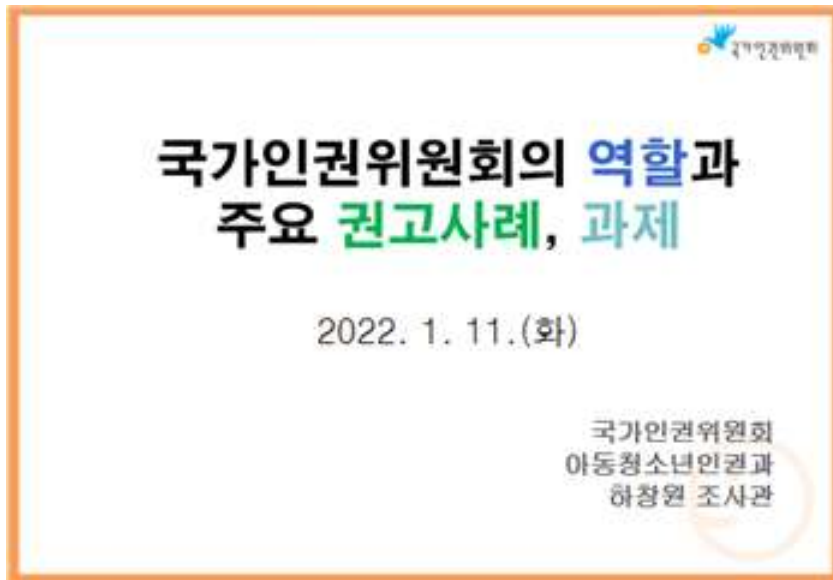 국가인권위원회
국가인권위원회의 역할과
주요 권고사례, 과제
2022. 1. 11.(화)
국가인권위원회
아동청소년인권과
하창원 조사관